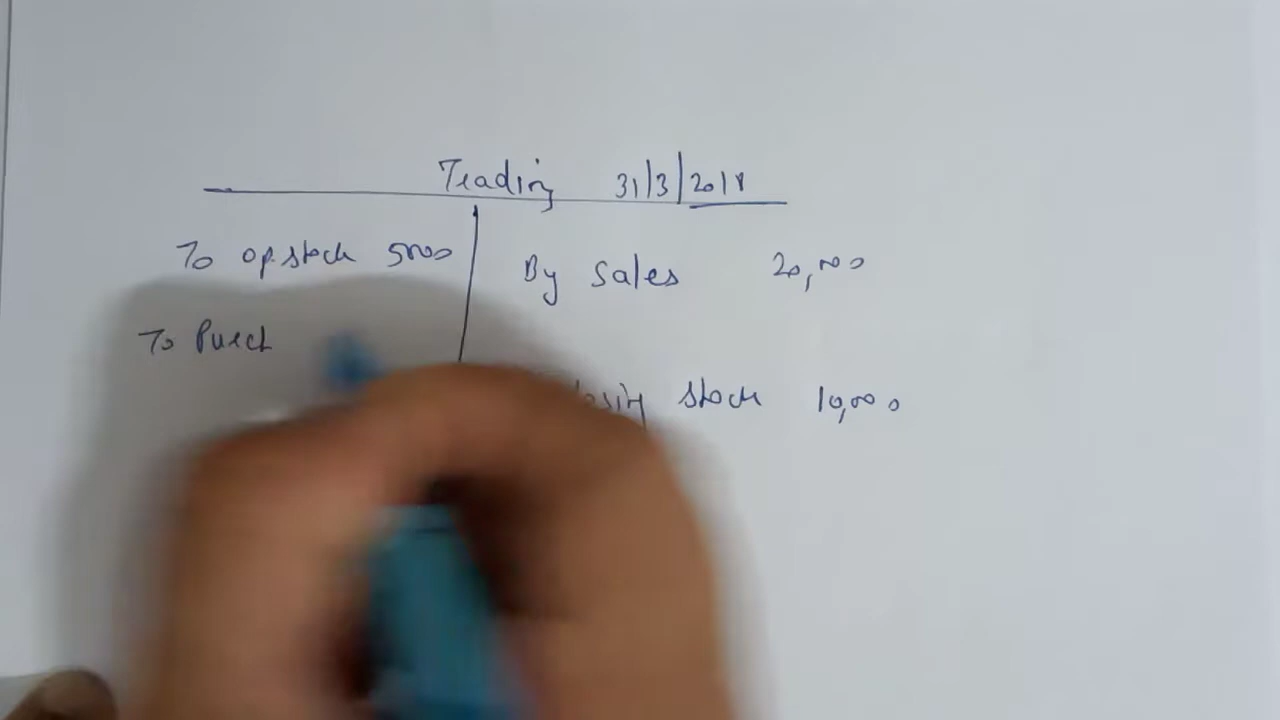 Trading 31/3/2018
To op. stock 5000
By Sales 20,000
To Purch
stock 10,000